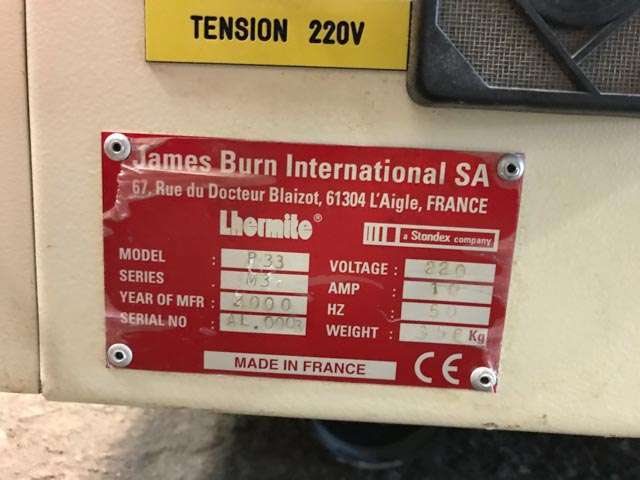 TENSION 220V
James Burn International SA
67, Rue du Docteur Blaizot, 61304 L'Aigle, FRANCE
Lhermite® a Standex company
MODEL : P33
SERIES : M3
YEAR OF MFR : 2000
SERIAL NO :
VOLTAGE : 220
AMP : 10
HZ : 50
WEIGHT : Kg
MADE IN FRANCE CE